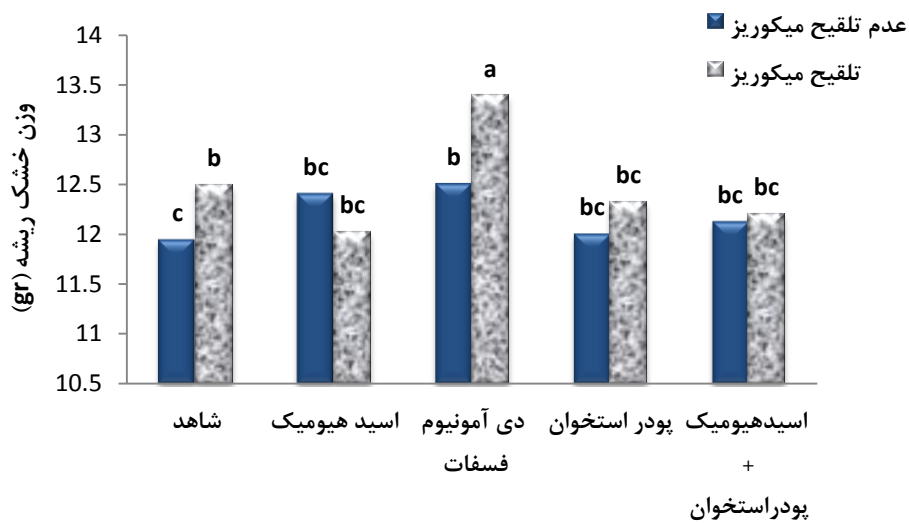 عدم تلقیح میکوریز
تلقیح میکوریز
وزن خشک ریشه (gr)
14
13.5
13
12.5
12
11.5
11
10.5
c
b
bc
bc
b
a
bc
bc
bc
bc
شاهد
اسید هیومیک
دی آمونیوم
فسفات
پودر استخوان
اسیدهیومیک
+
پودراستخوان